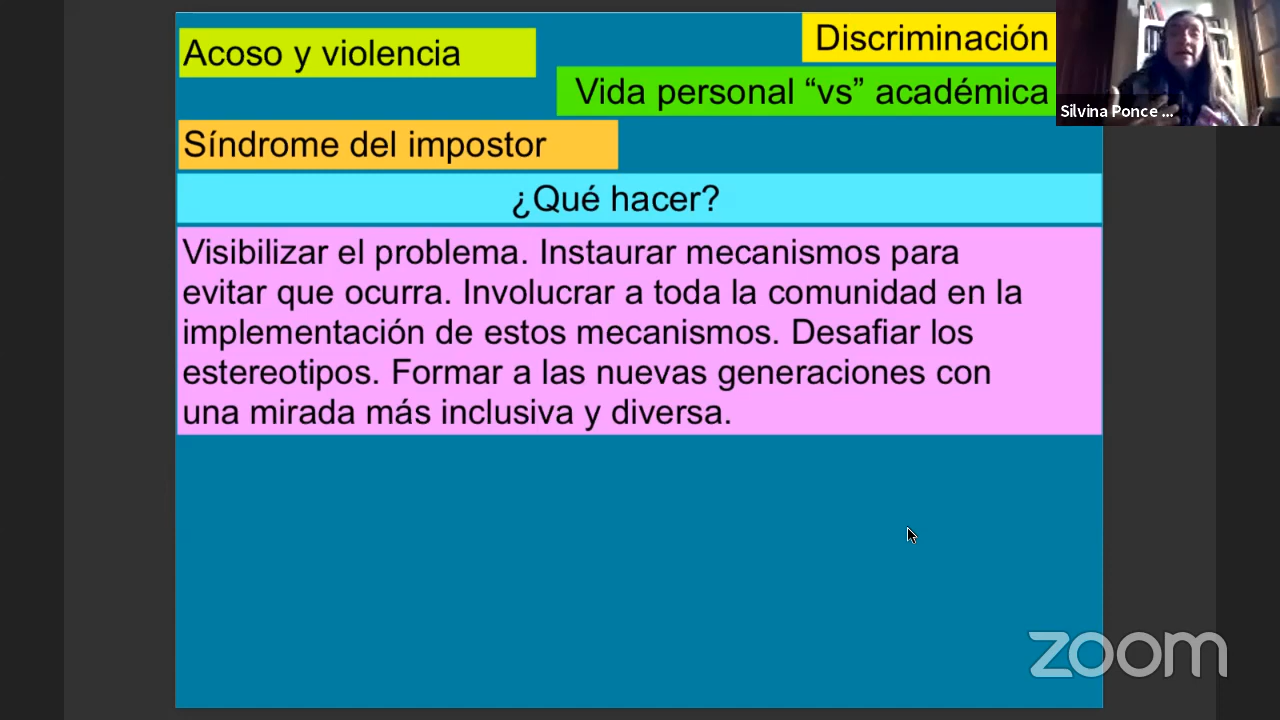 Acoso y violencia
Discriminación
Vida personal “vs” académica
Silvina Ponce ...
Síndrome del impostor
¿Qué hacer?
Visibilizar el problema. Instaurar mecanismos para
evitar que ocurra. Involucrar a toda la comunidad en la
implementación de estos mecanismos. Desafiar los
estereotipos. Formar a las nuevas generaciones con
una mirada más inclusiva y diversa.
zoom